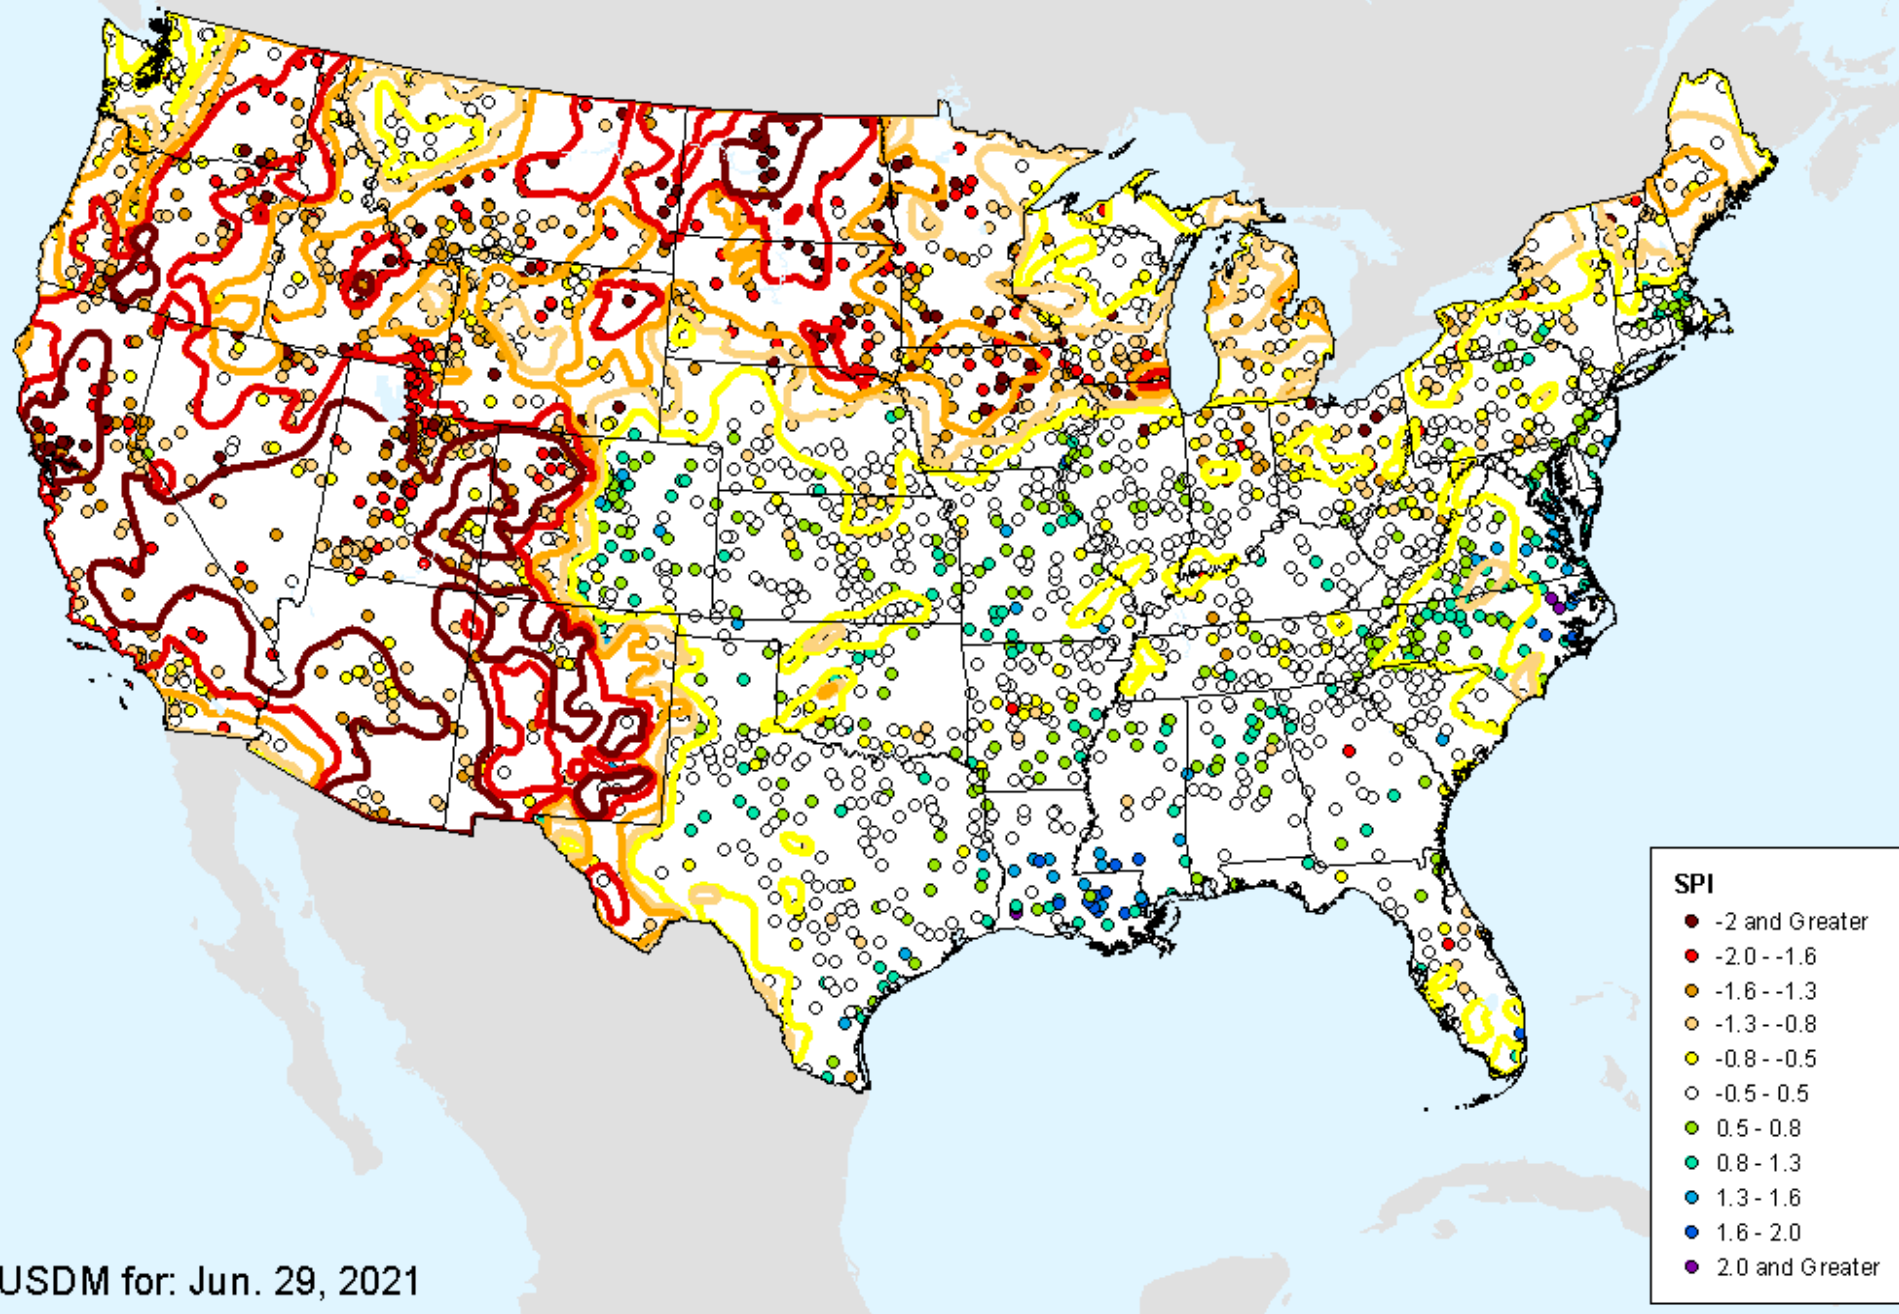 SPI
-2 and Greater
-2.0 - -1.6
-1.6 - -1.3
-1.3 - -0.8
-0.8 - -0.5
-0.5 - 0.5
0.5 - 0.8
0.8 - 1.3
1.3 - 1.6
1.6 - 2.0
2.0 and Greater
USDM for: Jun. 29, 2021